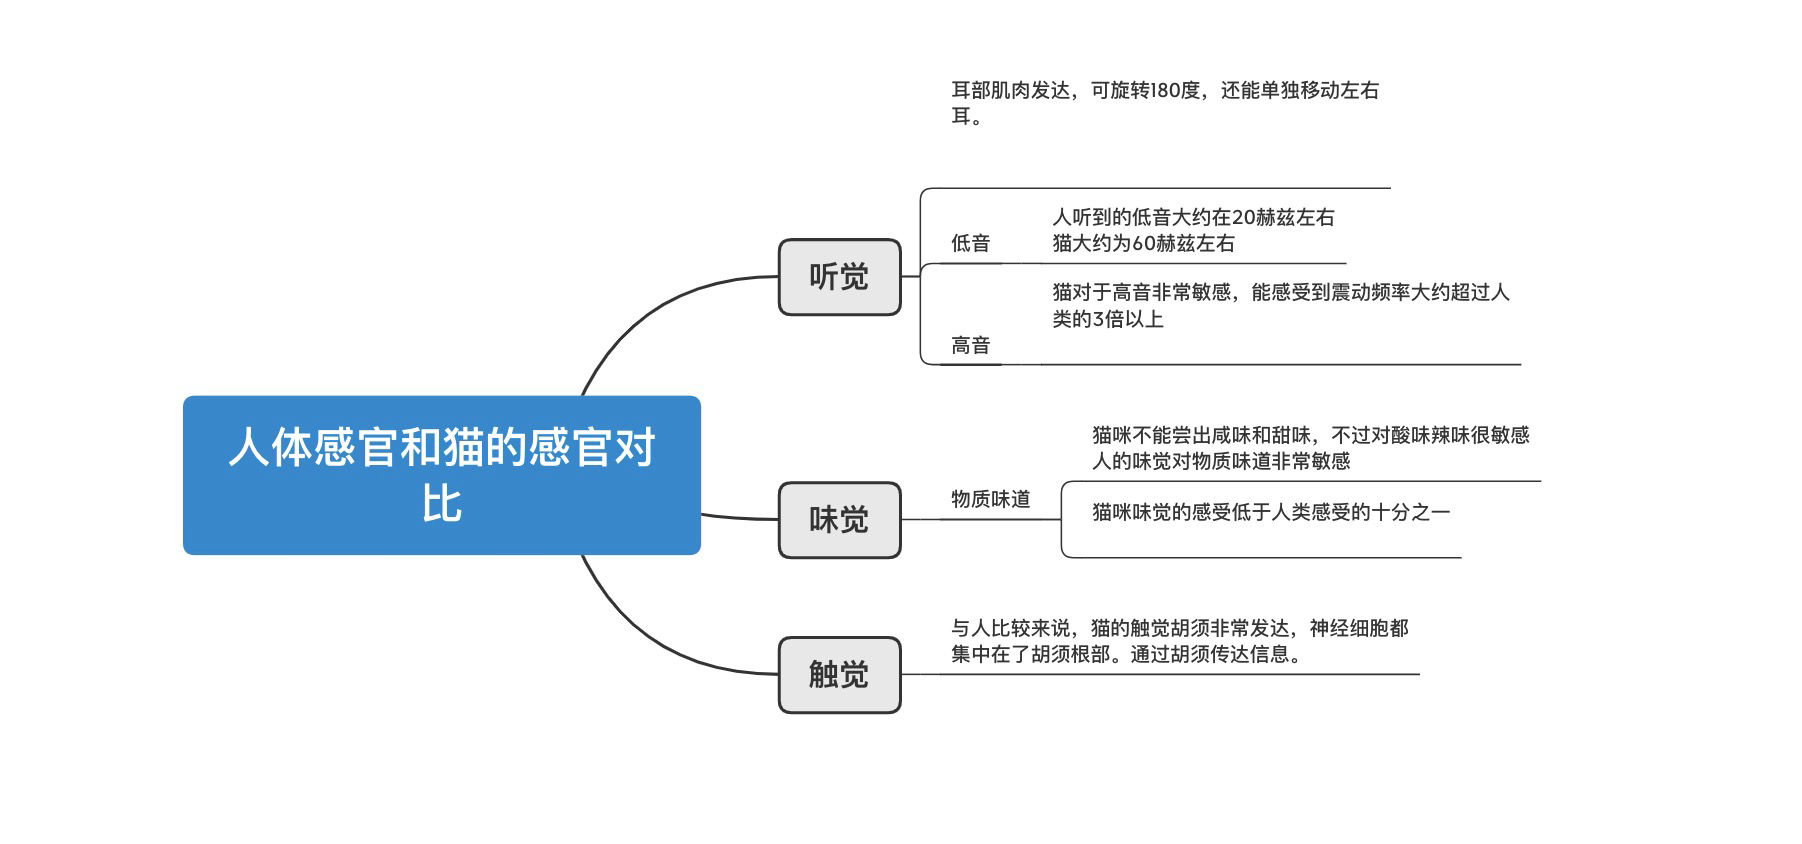 人体感官和猫的感官对
比
听觉
耳部肌肉发达，可旋转180度，还能单独移动左右
耳。
低音
人听到的低音大约在20赫兹左右
猫大约为60赫兹左右
高音
猫对于高音非常敏感，能感受到震动频率大约超过人
类的3倍以上
味觉
物质味道
猫咪不能尝出咸味和甜味，不过对酸味辣味很敏感
人的味觉对物质味道非常敏感
猫咪味觉的感受低于人类感受的十分之一
触觉
与人比较来说，猫的触觉胡须非常发达，神经细胞都
集中在了胡须根部。通过胡须传达信息。